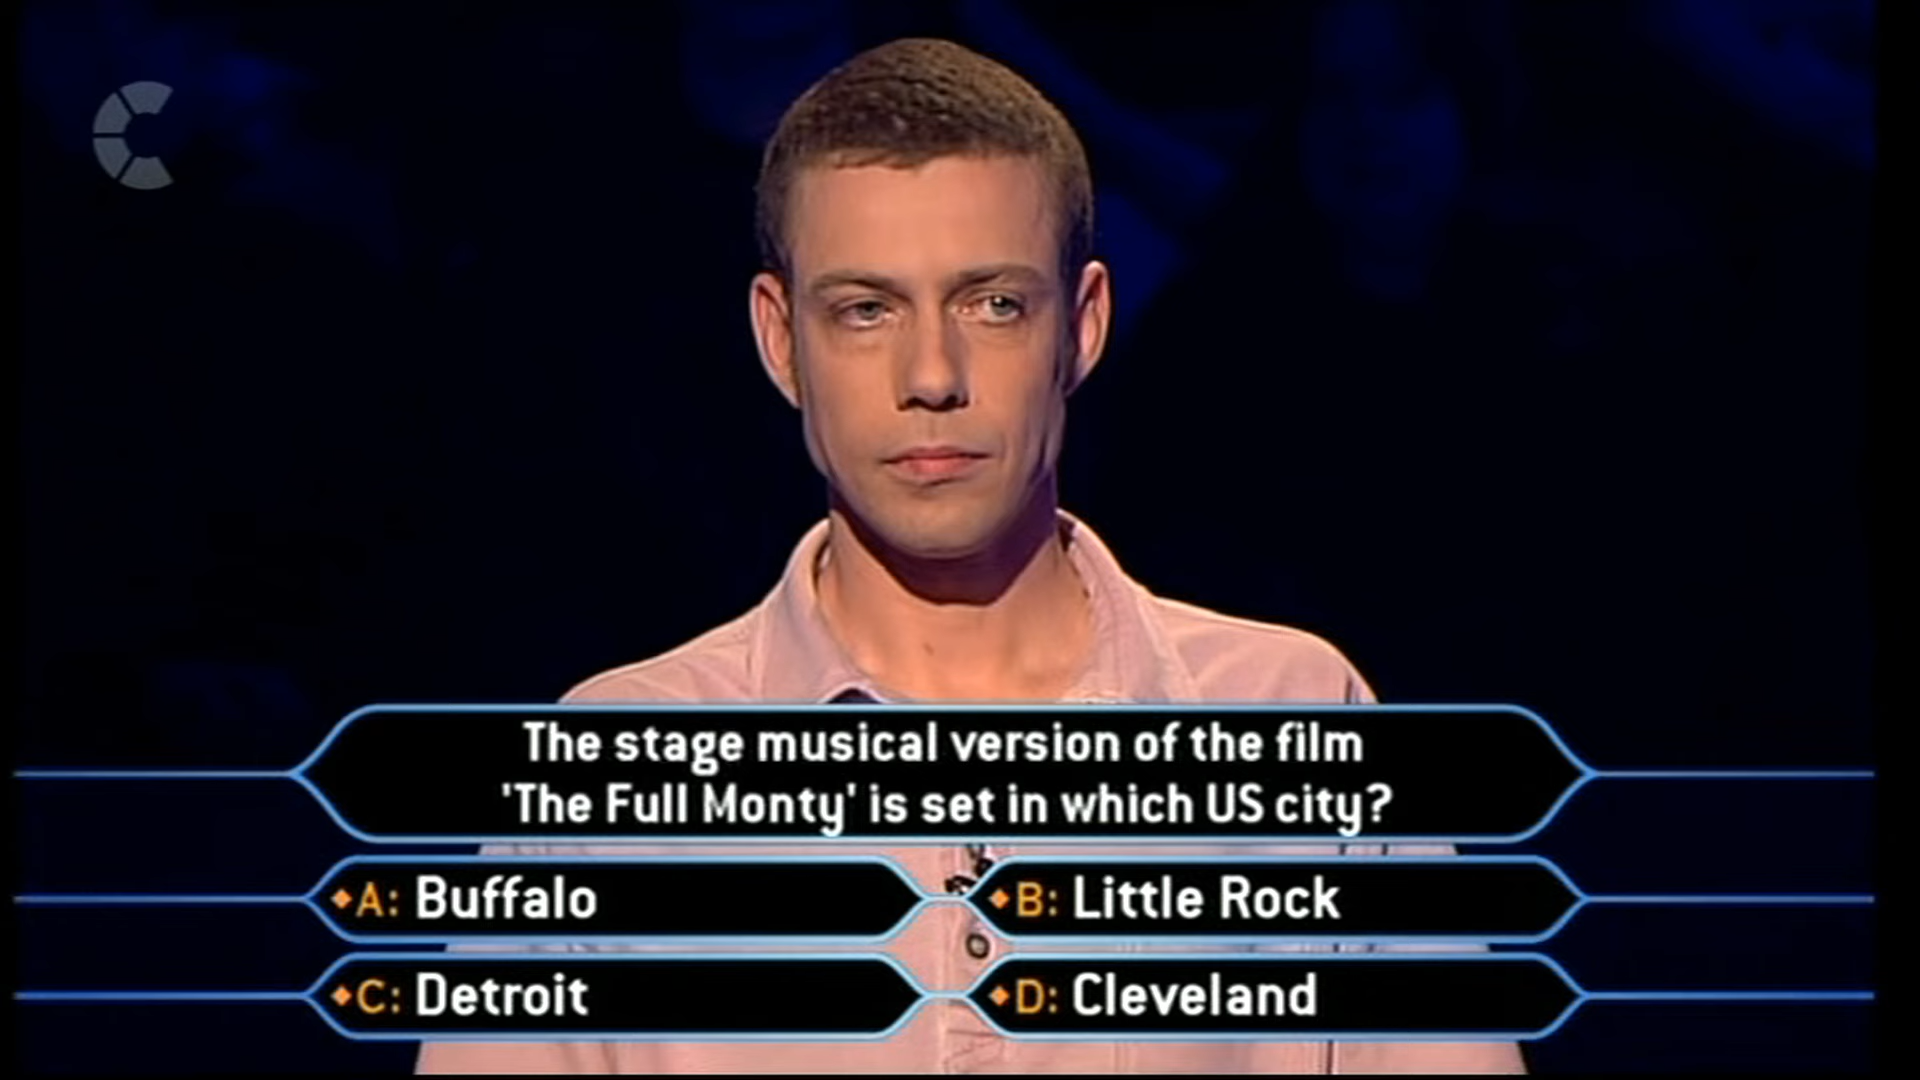 The stage musical version of the film
'The Full Monty' is set in which US city?
A: Buffalo
B: Little Rock
C: Detroit
D: Cleveland